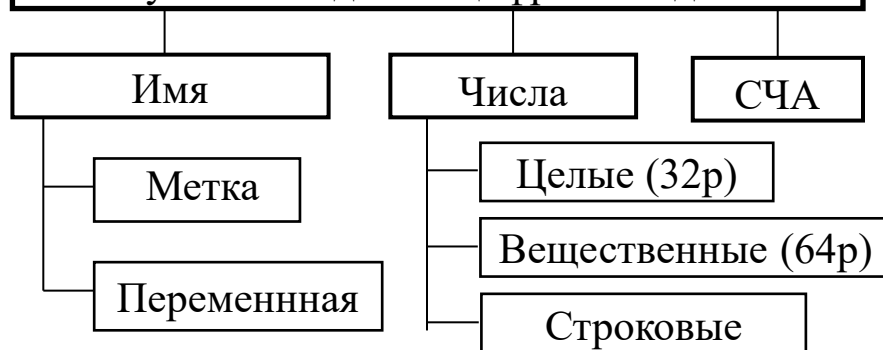 Имя
Числа
СЧА
Метка
Целые (32р)
Вещественные (64р)
Переменнная
Строковые